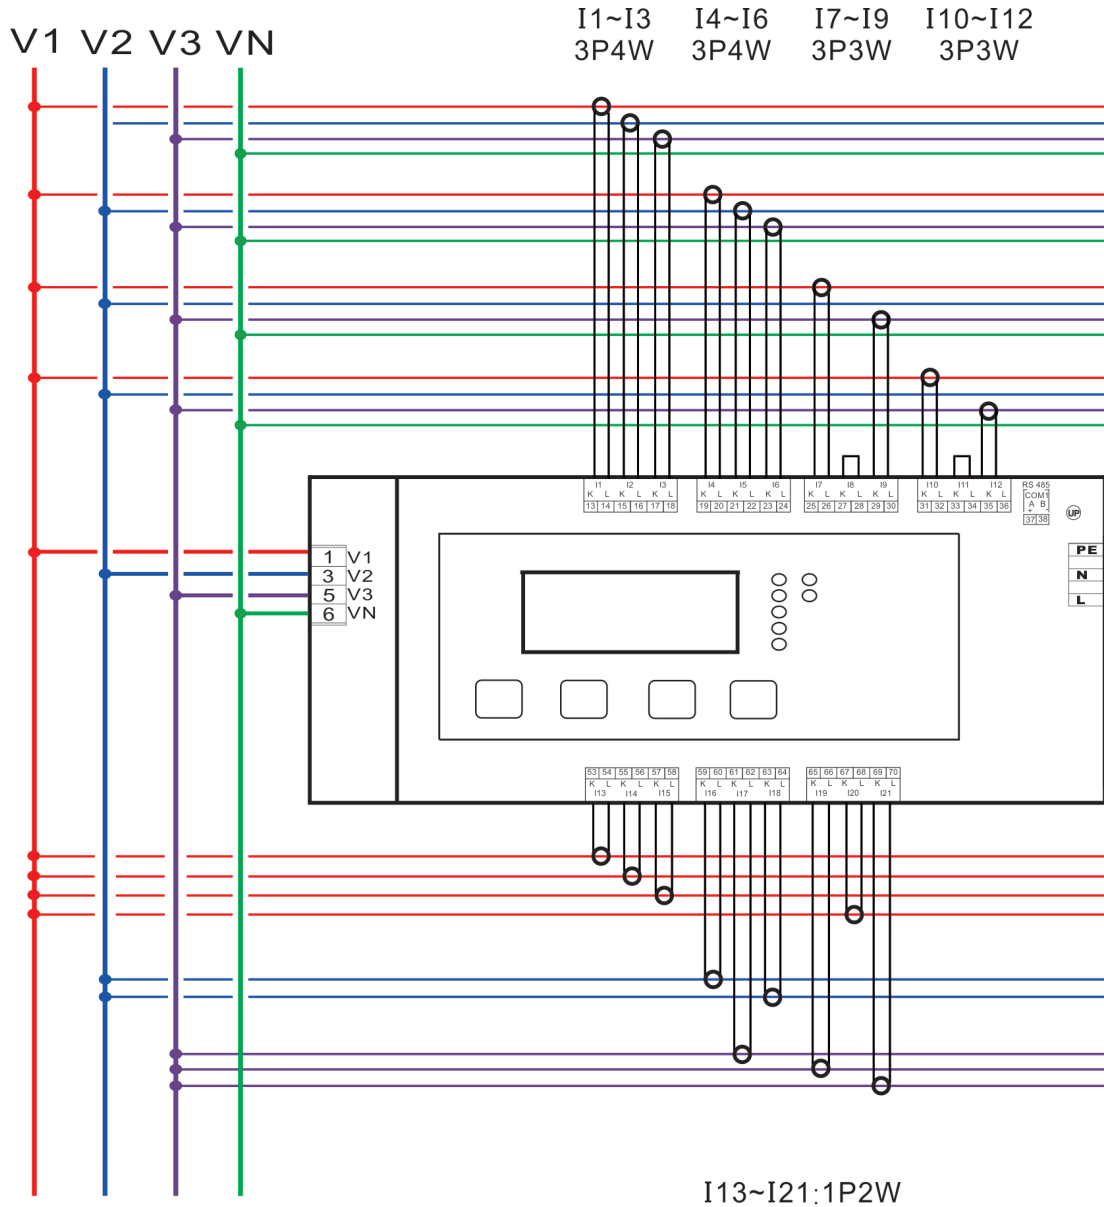 I1~I3 I4~I6 I7~I9 I10~I12
V1 V2 V3 VN
3P4W 3P4W 3P3W 3P3W
I1 I2 I3 I4 I5 I6 I7 I8 I9 I10 I11 I12 RS 485
K L K L K L K L K L K L K L K L K L K L K L K L COM1
A B
13 14 15 16 17 18 19 20 21 22 23 24 25 26 27 28 29 30 31 32 33 34 35 36 + -
37 38
UP
PE
N
L
1 V1
3 V2
5 V3
6 VN
53 54 55 56 57 58 59 60 61 62 63 64 65 66 67 68 69 70
K L K L K L K L K L K L K L K L K L
I13 I14 I15 I16 I17 I18 I19 I20 I21
I13~I21:1P2W